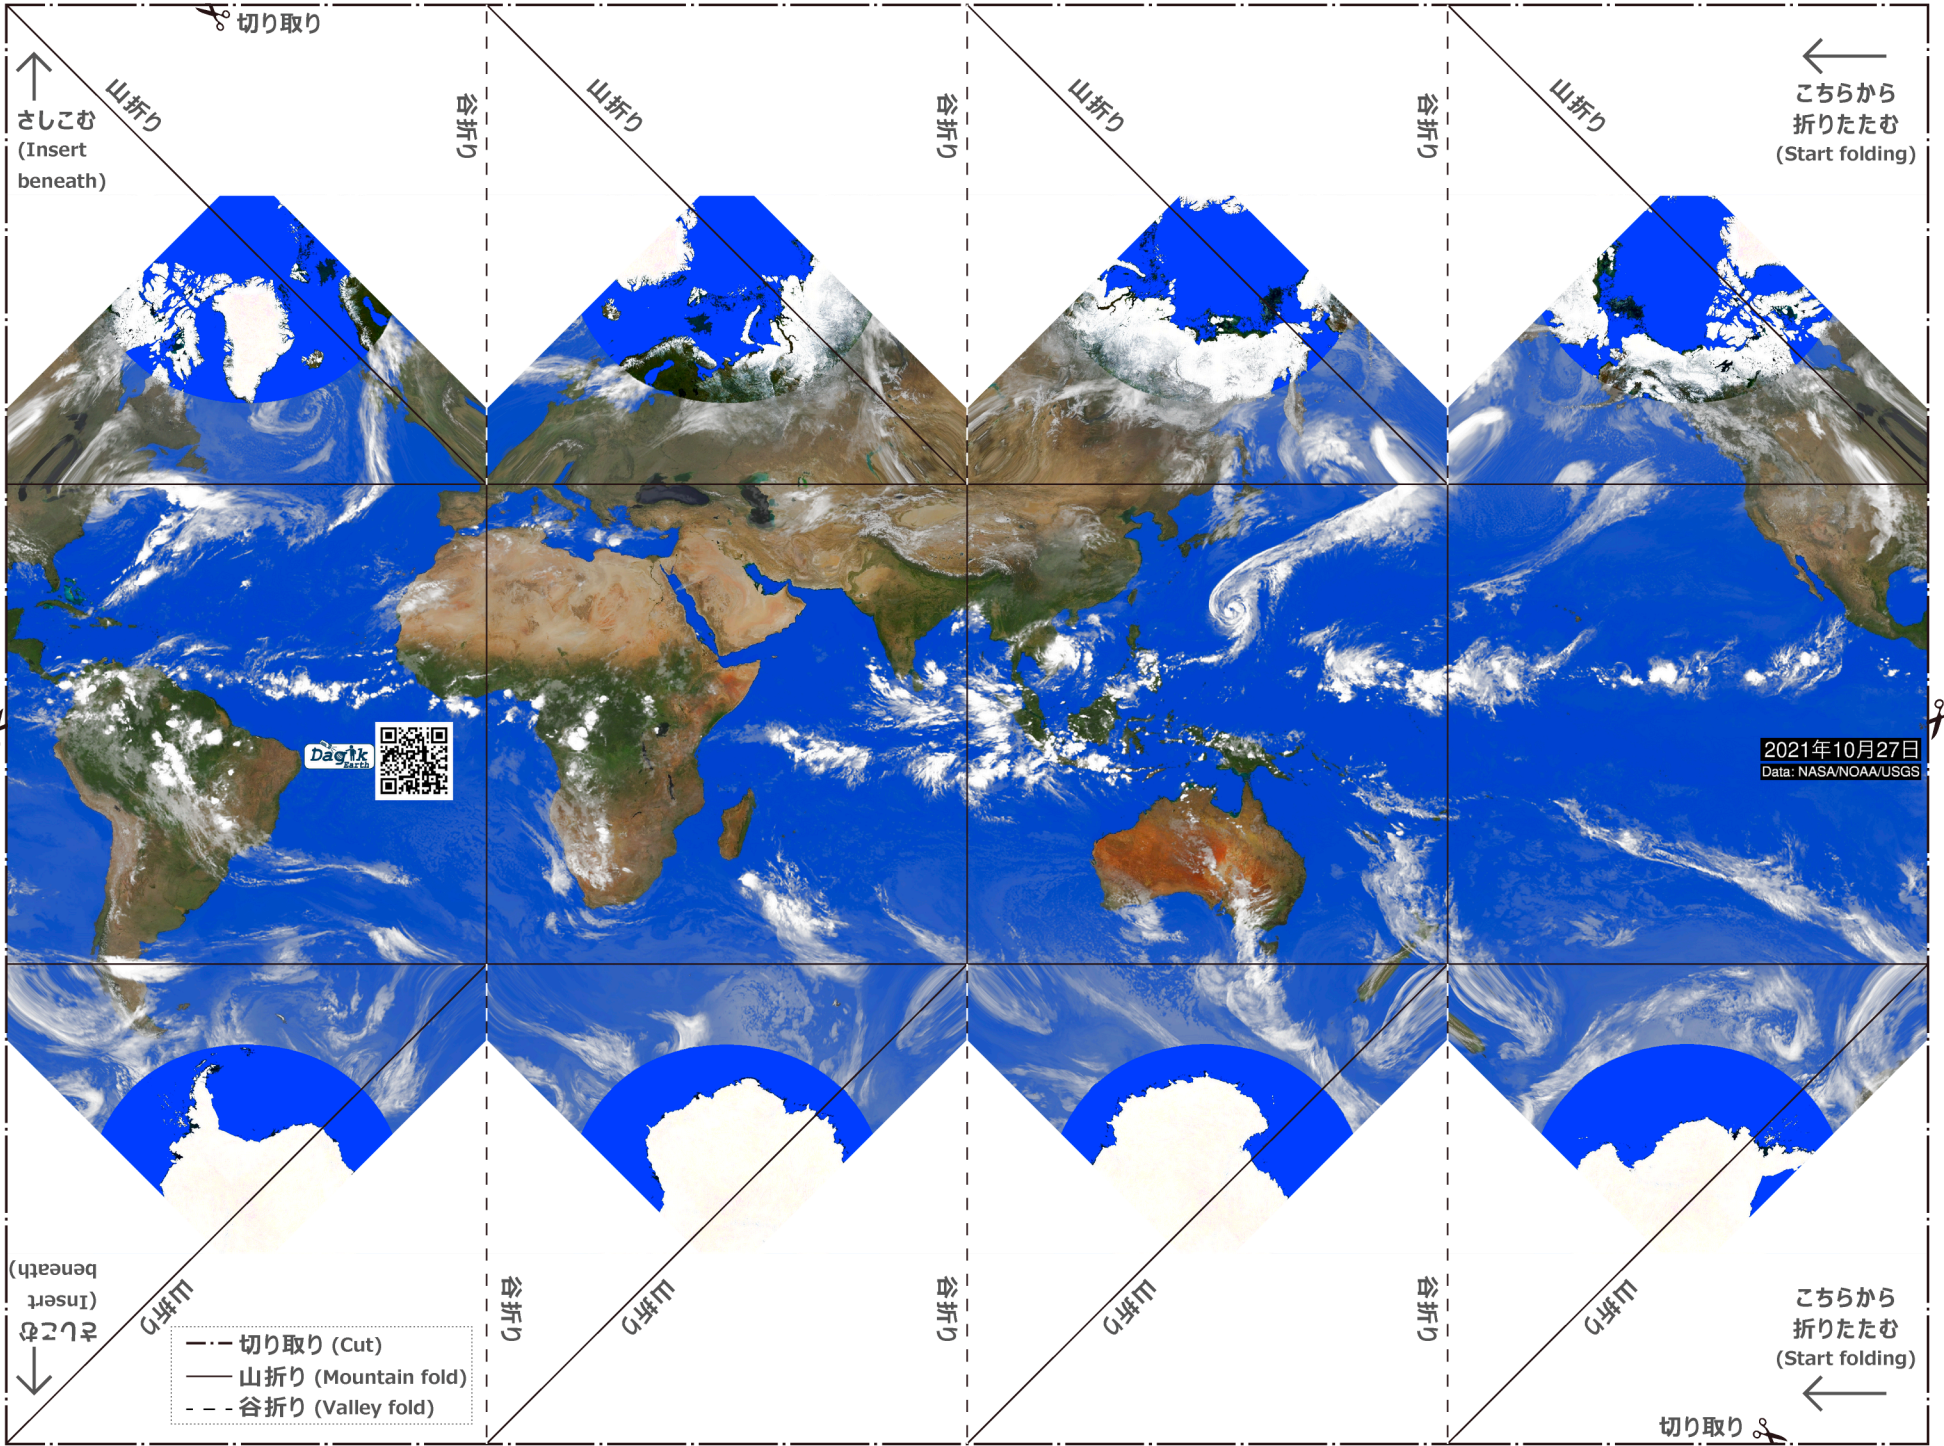 切り取り
山折り
谷折り
山折り
谷折り
山折り
谷折り
山折り
こちらから
折りたたむ
(Start folding)
さしこむ
(Insert
beneath)
Dagik
Earth
2021年10月27日
Data: NASA/NOAA/USGS
さしこむ
(Insert
beneath)
山折り
谷折り
山折り
谷折り
山折り
谷折り
山折り
こちらから
折りたたむ
(Start folding)
切り取り (Cut)
山折り (Mountain fold)
谷折り (Valley fold)
切り取り